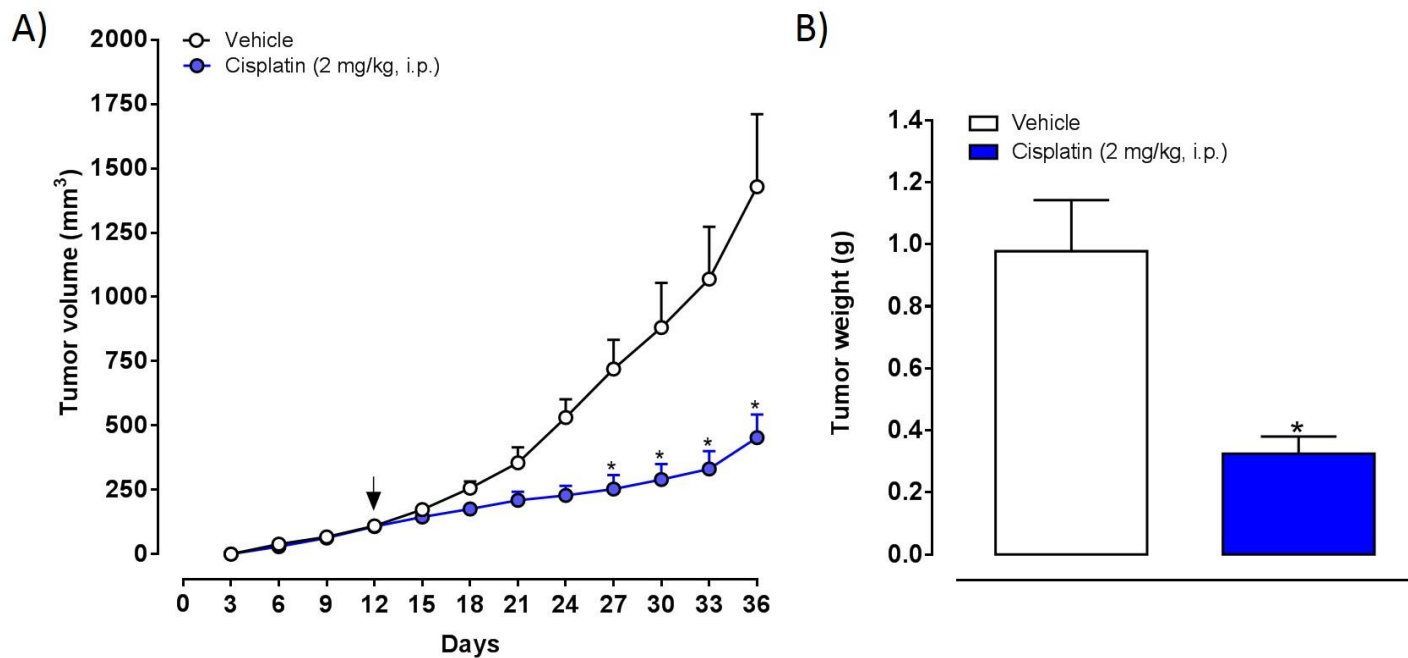 A)
Vehicle
Cisplatin (2 mg/kg, i.p.)
Tumor volume (mm³)
2000
1750
1500
1250
1000
750
500
250
0
* * * *
0 3 6 9 12 15 18 21 24 27 30 33 36
Days
B)
Vehicle
Cisplatin (2 mg/kg, i.p.)
Tumor weight (g)
1.4
1.2
1.0
0.8
0.6
0.4
0.2
0.0
*